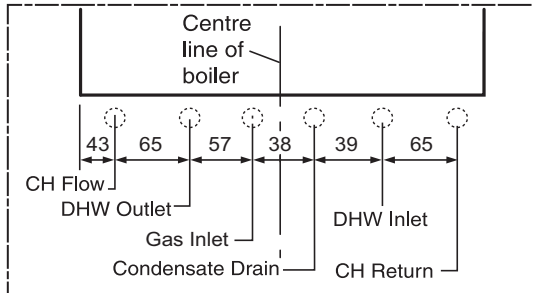 Centre
line of
boiler
43 65 57 38 39 65
CH Flow
DHW Outlet
DHW Inlet
Gas Inlet
Condensate Drain
CH Return